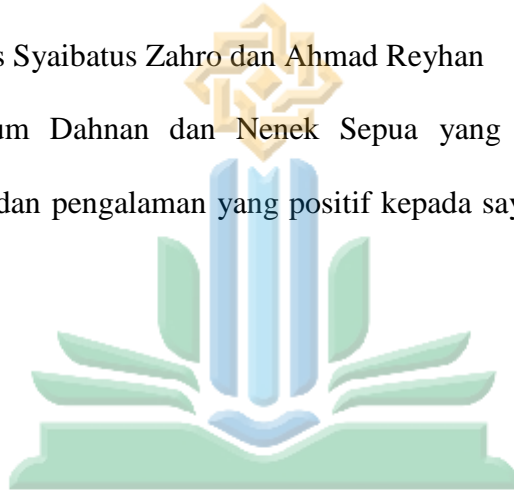 s Syaibatus Zahro dan Ahmad Reyhan
um Dahnan dan Nenek Sepua yang
dan pengalaman yang positif kepada say